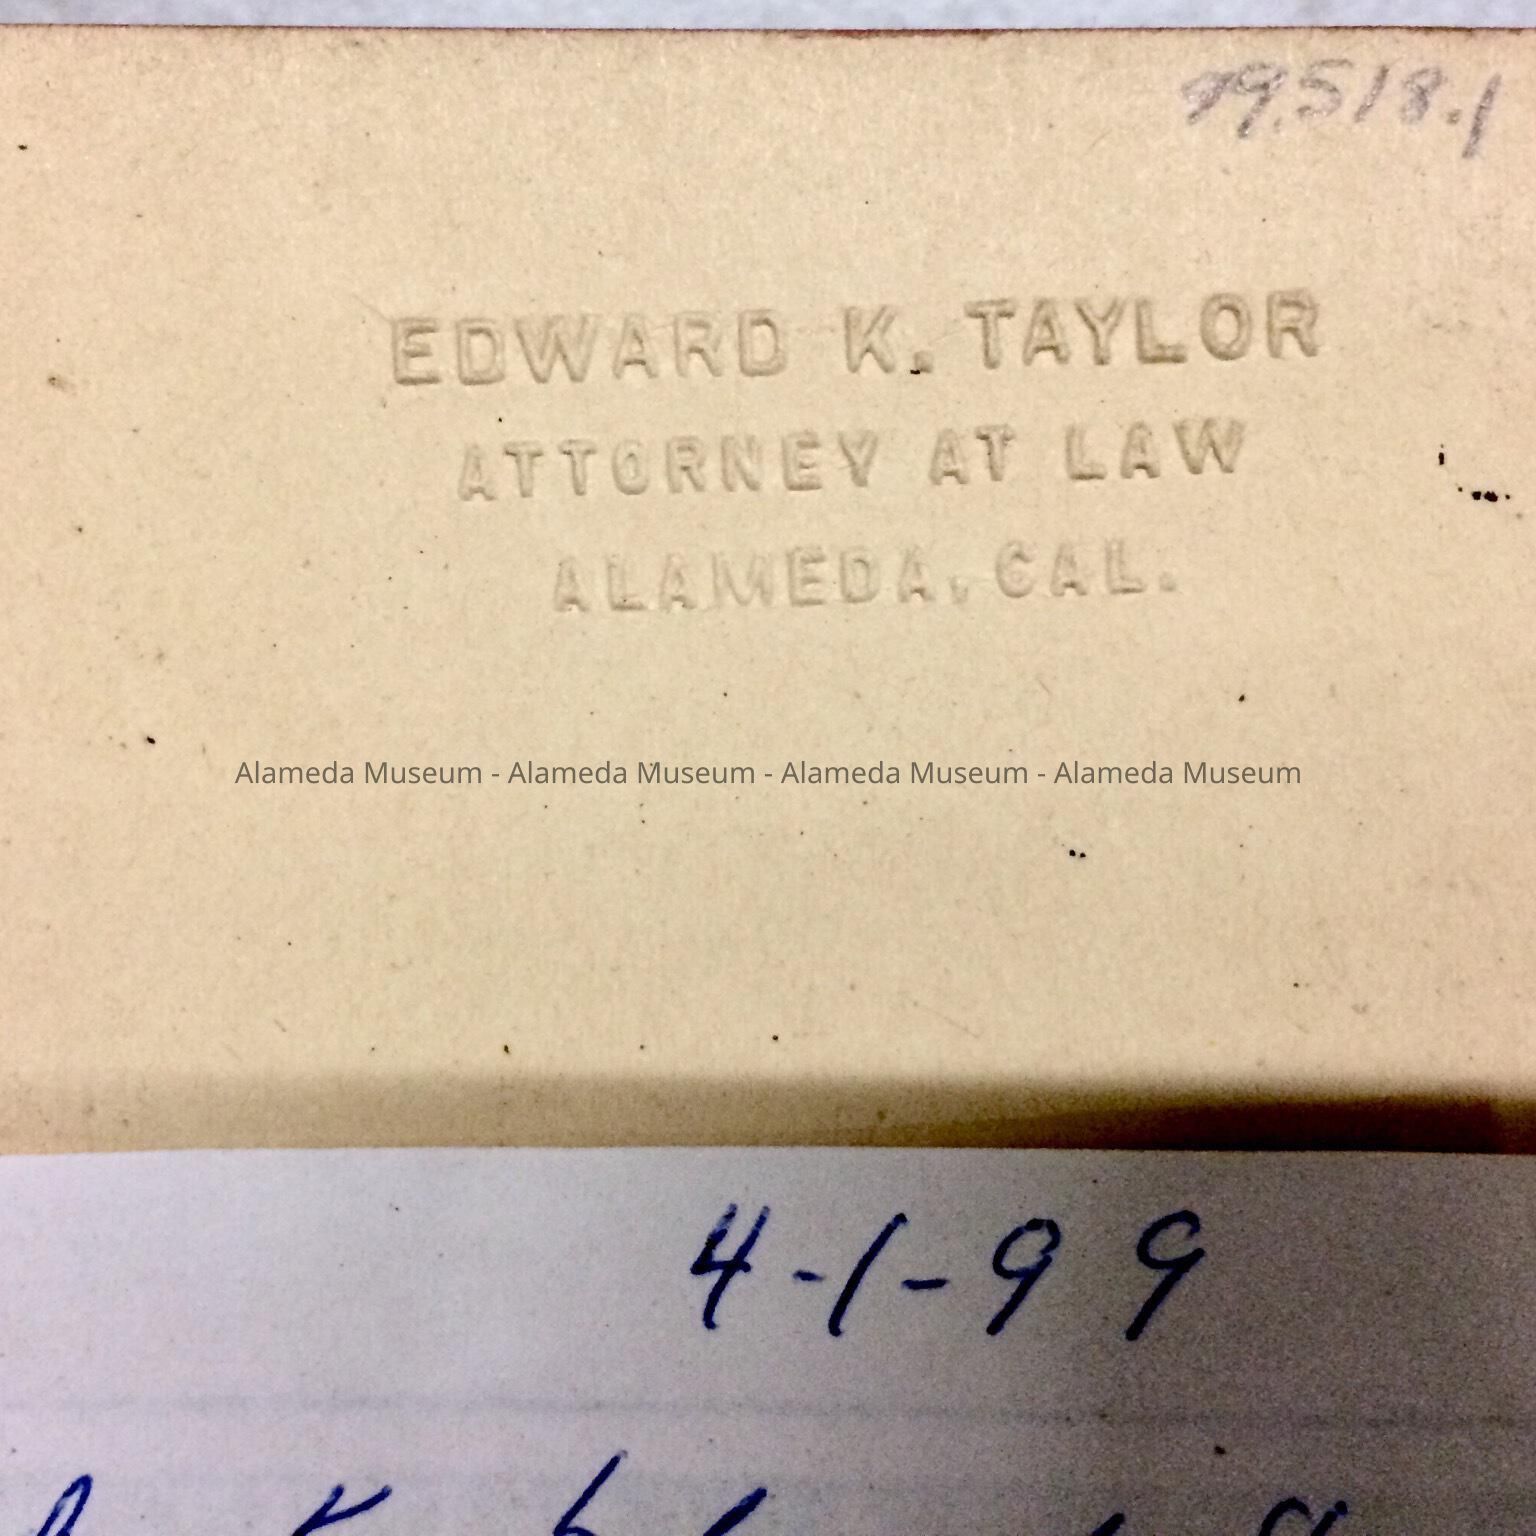 99.518.1
EDWARD K. TAYLOR
ATTORNEY AT LAW
ALAMEDA, CAL.
Alameda Museum - Alameda Museum - Alameda Museum - Alameda Museum
4-1-99